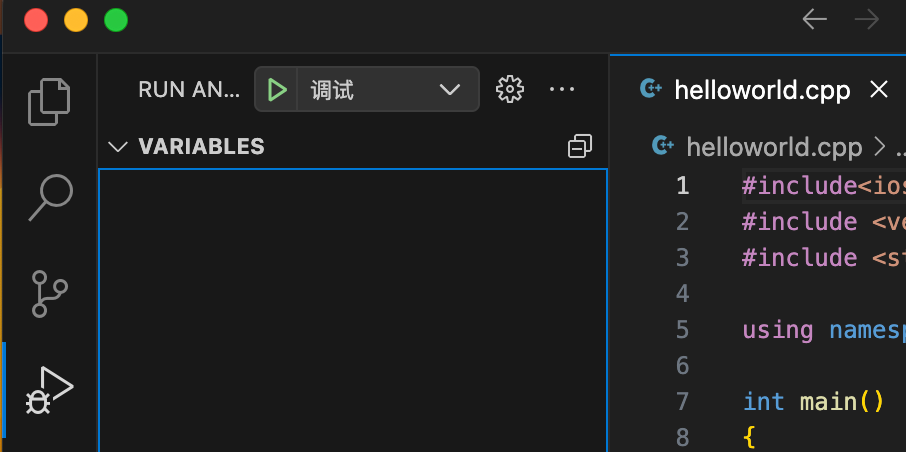 RUN AN... 调试 ...
VARIABLES
helloworld.cpp
helloworld.cpp > ..
1 #include<ios
2 #include <ve
3 #include <st
4
5 using namesp
6
7 int main()
8 {